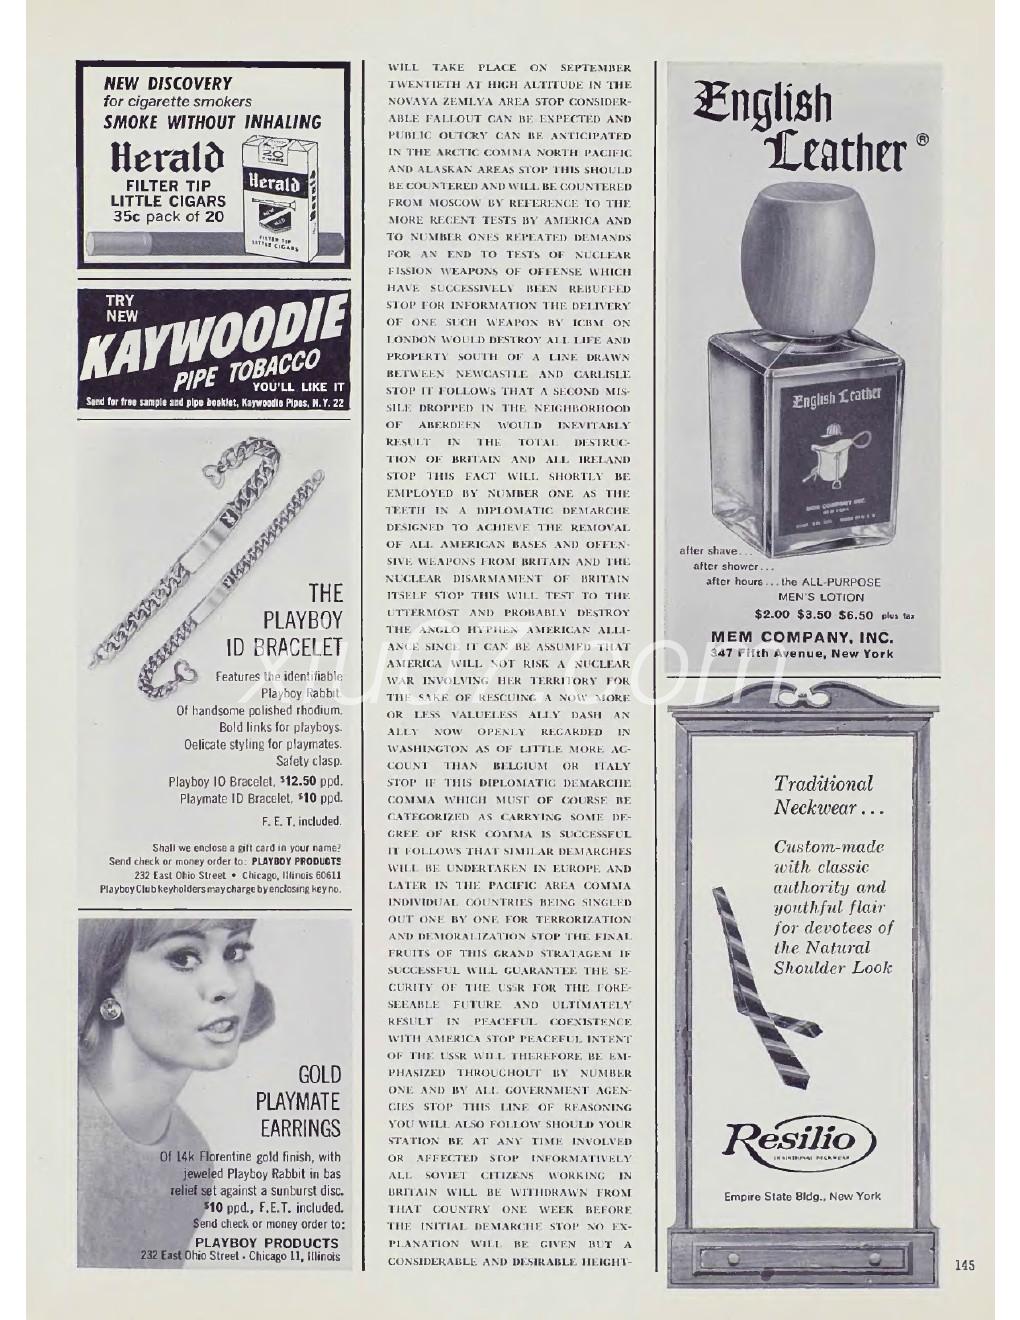 NEW DISCOVERY
for cigarette smokers
SMOKE WITHOUT INHALING
Herald
FILTER TIP
LITTLE CIGARS
35c pack of 20
20
Herald
FILTER TIP
LITTLE CIGARS
TRY
NEW
KAYWOODIE
PIPE TOBACCO
YOU'LL LIKE IT
Send for free sample and pipe booklet, Kaywoodie Pipes, N.Y. 22
THE
PLAYBOY
ID BRACELET
Features the identifiable
Playboy Rabbit.
Of handsome polished rhodium.
Bold links for playboys.
Delicate styling for playmates.
Safety clasp.
Playboy ID Bracelet, $12.50 ppd.
Playmate ID Bracelet, $10 ppd.
F. E. T. included.
Shall we enclose a gift card in your name?
Send check or money order to: PLAYBOY PRODUCTS
232 East Ohio Street • Chicago, Illinois 60611
Playboy Club keyholders may charge by enclosing key no.
GOLD
PLAYMATE
EARRINGS
Of 14k Florentine gold finish, with
jeweled Playboy Rabbit in bas
relief set against a sunburst disc.
$10 ppd., F.E.T. included.
Send check or money order to:
PLAYBOY PRODUCTS
232 East Ohio Street • Chicago 11, Illinois
WILL TAKE PLACE ON SEPTEMBER
TWENTIETH AT HIGH ALTITUDE IN THE
NOVAYA ZEMLYA AREA STOP CONSIDER-
ABLE FALLOUT CAN BE EXPECTED AND
PUBLIC OUTCRY CAN BE ANTICIPATED
IN THE ARCTIC COMMA NORTH PACIFIC
AND ALASKAN AREAS STOP THIS SHOULD
BE COUNTERED AND WILL BE COUNTERED
FROM MOSCOW BY REFERENCE TO THE
MORE RECENT TESTS BY AMERICA AND
TO NUMBER ONES REPEATED DEMANDS
FOR AN END TO TESTS OF NUCLEAR
FISSION WEAPONS OF OFFENSE WHICH
HAVE SUCCESSIVELY BEEN REBUFFED
STOP FOR INFORMATION THE DELIVERY
OF ONE SUCH WEAPON BY ICBM ON
LONDON WOULD DESTROY ALL LIFE AND
PROPERTY SOUTH OF A LINE DRAWN
BETWEEN NEWCASTLE AND CARLISLE
STOP IT FOLLOWS THAT A SECOND MIS-
SILE DROPPED IN THE NEIGHBORHOOD
OF ABERDEEN WOULD INEVITABLY
RESULT IN THE TOTAL DESTRUC-
TION OF BRITAIN AND ALL IRELAND
STOP THIS FACT WILL SHORTLY BE
EMPLOYED BY NUMBER ONE AS THE
TEETH IN A DIPLOMATIC DEMARCHE
DESIGNED TO ACHIEVE THE REMOVAL
OF ALL AMERICAN BASES AND OFFEN-
SIVE WEAPONS FROM BRITAIN AND THE
NUCLEAR DISARMAMENT OF BRITAIN
ITSELF STOP THIS WILL TEST TO THE
UTTERMOST AND PROBABLY DESTROY
THE ANGLO HYPHEN AMERICAN ALLI-
ANCE SINCE IT CAN BE ASSUMED THAT
AMERICA WILL NOT RISK A NUCLEAR
WAR INVOLVING HER TERRITORY FOR
THE SAKE OF RESCUING A NOW MORE
OR LESS VALUELESS ALLY DASH AN
ALLY NOW OPENLY REGARDED IN
WASHINGTON AS OF LITTLE MORE AC-
COUNT THAN BELGIUM OR ITALY
STOP IF THIS DIPLOMATIC DEMARCHE
COMMA WHICH MUST OF COURSE BE
CATEGORIZED AS CARRYING SOME DE-
GREE OF RISK COMMA IS SUCCESSFUL
IT FOLLOWS THAT SIMILAR DEMARCHES
WILL BE UNDERTAKEN IN EUROPE AND
LATER IN THE PACIFIC AREA COMMA
INDIVIDUAL COUNTRIES BEING SINGLED
OUT ONE BY ONE FOR TERRORIZATION
AND DEMORALIZATION STOP THE FINAL
FRUITS OF THIS GRAND STRATAGEM IF
SUCCESSFUL WILL GUARANTEE THE SE-
CURITY OF THE USSR FOR THE FORE-
SEEABLE FUTURE AND ULTIMATELY
RESULT IN PEACEFUL COEXISTENCE
WITH AMERICA STOP PEACEFUL INTENT
OF THE USSR WILL THEREFORE BE EM-
PHASIZED THROUGHOUT BY NUMBER
ONE AND BY ALL GOVERNMENT AGEN-
CIES STOP THIS LINE OF REASONING
YOU WILL ALSO FOLLOW SHOULD YOUR
STATION BE AT ANY TIME INVOLVED
OR AFFECTED STOP INFORMATIVELY
ALL SOVIET CITIZENS WORKING IN
BRITAIN WILL BE WITHDRAWN FROM
THAT COUNTRY ONE WEEK BEFORE
THE INITIAL DEMARCHE STOP NO EX-
PLANATION WILL BE GIVEN BUT A
CONSIDERABLE AND DESIRABLE HEIGHT-
English
Leather®
English Leather
MEM COMPANY INC.
after shave...
after shower...
after hours...the ALL-PURPOSE
MEN'S LOTION
$2.00 $3.50 $6.50 plus tax
MEM COMPANY, INC.
347 Fifth Avenue, New York
Traditional
Neckwear...
Custom-made
with classic
authority and
youthful flair
for devotees of
the Natural
Shoulder Look
Resilio
TRADITIONAL NECKWEAR
Empire State Bldg., New York
145